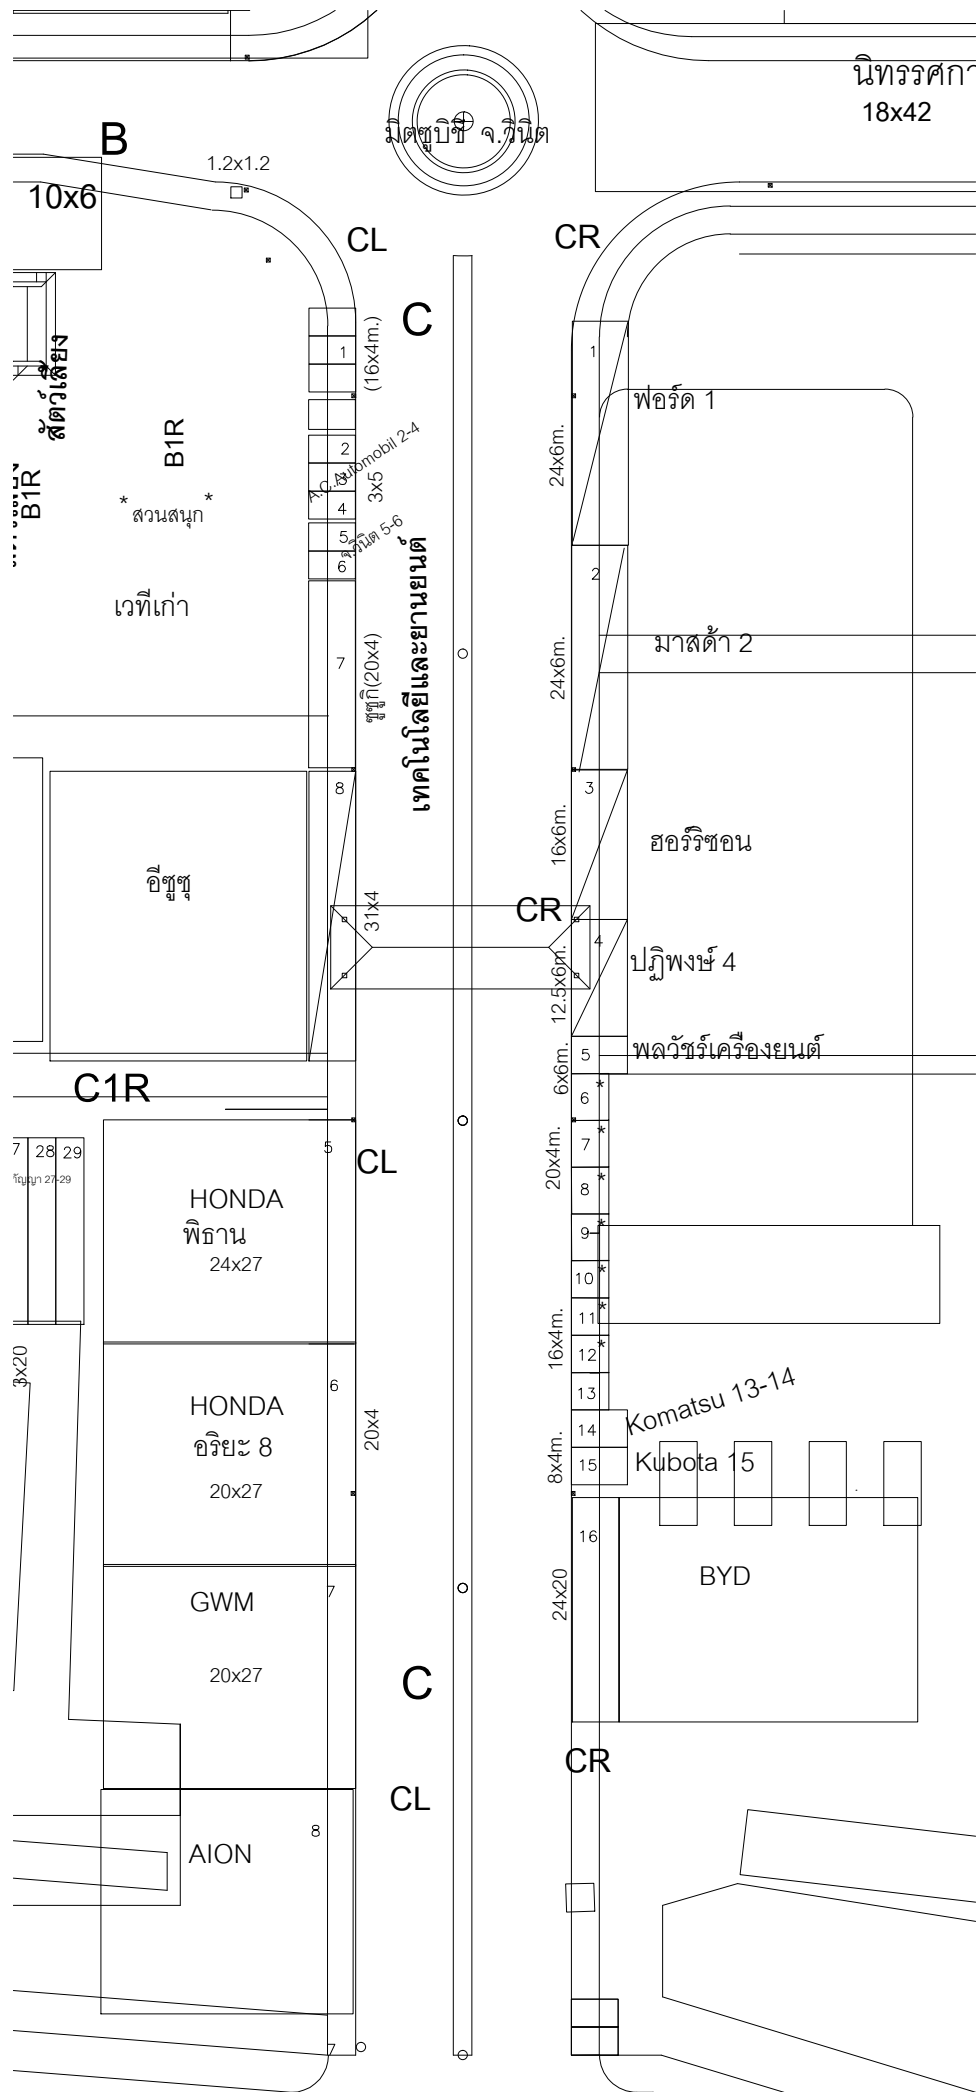 นิทรรศกา
18x42
มิตซูบิชิ จ.วินิต
B
1.2x1.2
10x6
CL
CR
C
สัตว์เลี้ยง
B1R
B1R
* สวนสนุก *
เวทีเก่า
1
(16x4m.)
2
3
4
A.C.Automobil 2-4
3x5
5
6
จ.วินิต 5-6
7
ซูซูกิ(20x4)
เทคโนโลยีและยานยนต์
8
31x4
อีซูซุ
1
24x6m.
ฟอร์ด 1
2
24x6m.
มาสด้า 2
3
16x6m.
ฮอร์ริซอน
CR
4
12.5x6m.
ปฏิพงษ์ 4
5
6x6m.
พลวัชร์เครื่องยนต์
C1R
6 *
7 *
20x4m.
8 *
9 *
10 *
11 *
12 *
16x4m.
13
14
Komatsu 13-14
15
8x4m.
Kubota 15
7 28 29
27-29
3x20
5
CL
HONDA
พิธาน
24x27
6
HONDA
อริยะ 8
20x27
20x4
7
GWM
20x27
16
24x20
BYD
C
CR
CL
8
AION
7